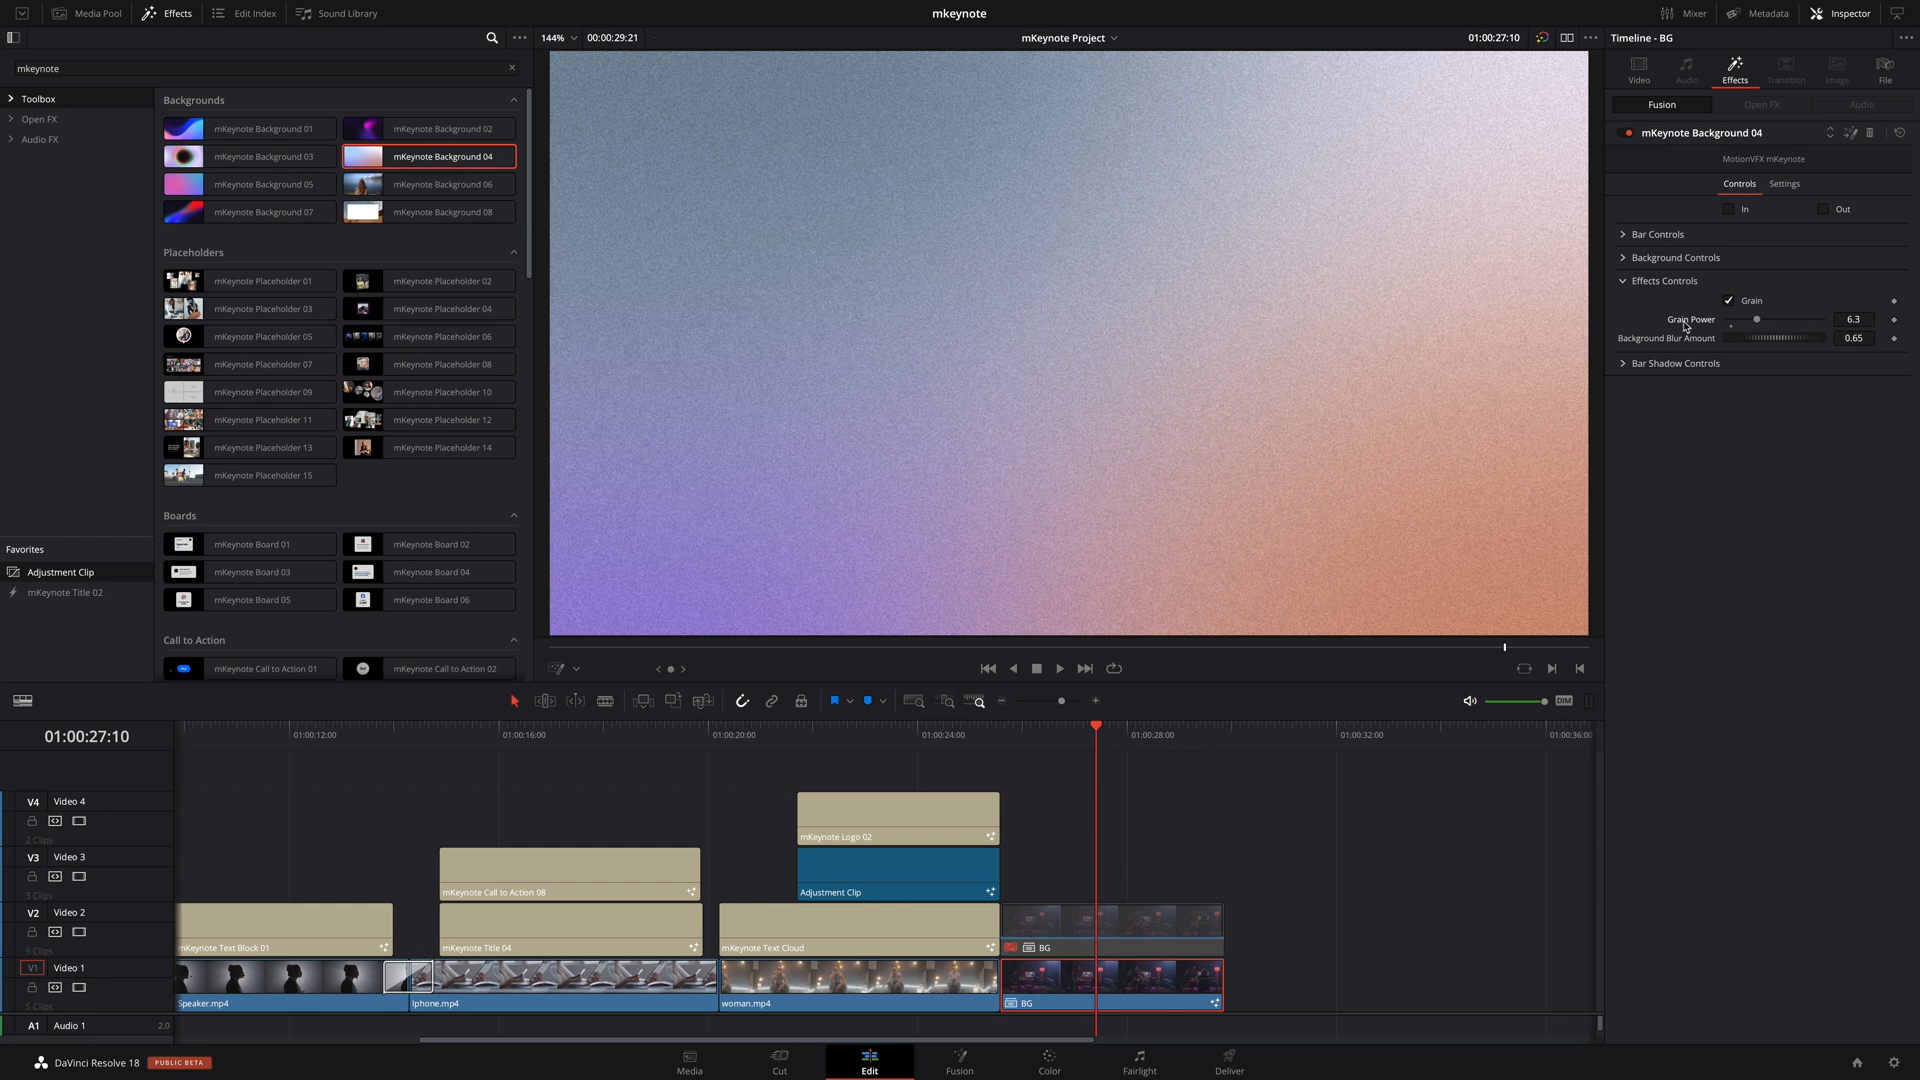 Media Pool
Effects
Edit Index
Sound Library
mkeynote
Mixer
Metadata
Inspector
144%
00:00:29:21
mKeynote Project
01:00:27:10
Timeline - BG
mkeynote
Toolbox
Open FX
Audio FX
Favorites
Adjustment Clip
mKeynote Title 02
Backgrounds
mKeynote Background 01
mKeynote Background 02
mKeynote Background 03
mKeynote Background 04
mKeynote Background 05
mKeynote Background 06
mKeynote Background 07
mKeynote Background 08
Placeholders
mKeynote Placeholder 01
mKeynote Placeholder 02
mKeynote Placeholder 03
mKeynote Placeholder 04
mKeynote Placeholder 05
mKeynote Placeholder 06
mKeynote Placeholder 07
mKeynote Placeholder 08
mKeynote Placeholder 09
mKeynote Placeholder 10
mKeynote Placeholder 11
mKeynote Placeholder 12
mKeynote Placeholder 13
mKeynote Placeholder 14
mKeynote Placeholder 15
Boards
mKeynote Board 01
mKeynote Board 02
mKeynote Board 03
mKeynote Board 04
mKeynote Board 05
mKeynote Board 06
Call to Action
mKeynote Call to Action 01
mKeynote Call to Action 02
Video
Audio
Effects
Transition
Image
File
Fusion
Open FX
Audio
mKeynote Background 04
MotionVFX mKeynote
Controls
Settings
In
Out
Bar Controls
Background Controls
Effects Controls
Grain
Grain Power
6.3
Background Blur Amount
0.65
Bar Shadow Controls
DIM
01:00:27:10
01:00:12:00
01:00:16:00
01:00:20:00
01:00:24:00
01:00:28:00
01:00:32:00
01:00:36:00
V4
Video 4
2 Clips
mKeynote Logo 02
V3
Video 3
3 Clips
mKeynote Call to Action 08
Adjustment Clip
V2
Video 2
5 Clips
mKeynote Text Block 01
mKeynote Title 04
mKeynote Text Cloud
BG
V1
Video 1
5 Clips
Speaker.mp4
Iphone.mp4
woman.mp4
BG
A1
Audio 1
2.0
DaVinci Resolve 18
PUBLIC BETA
Media
Cut
Edit
Fusion
Color
Fairlight
Deliver